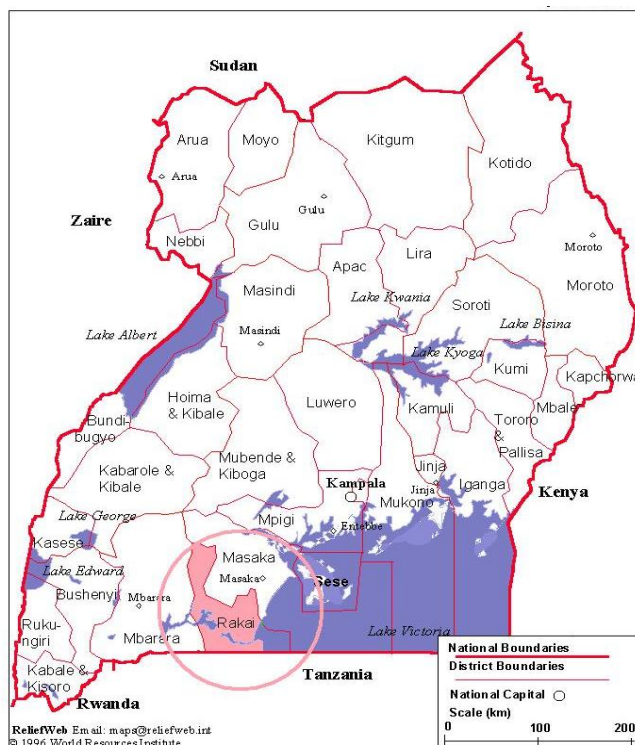 Sudan
Arua
Moyo
Kitgum
Kotido
Arua
Gulu
Gulu
Zaire
Nebbi
Lira
Moroto
Apac
Moroto
Masindi
Lake Kwania
Soroti
Lake Albert
Masindi
Lake Bisina
Lake Kyoga
Kumi
Kapchorwa
Hoima
& Kibale
Luwero
Kamuli
Mbale
Bundi-
bugyo
Tororo
&
Pallisa
Mubende &
Kiboga
Kabarole &
Kibale
Jinja
Kampala
Iganga
Jinja
Mukono
Kenya
Lake George
Mpigi
Entebbe
Kasese
Masaka
Lake Edward
Masaka
Sese
Bushenyi
Mbarara
Ruku-
ngiri
Rakai
Lake Victoria
Mbarara
Kabale &
Kisoro
Tanzania
Rwanda
National Boundaries
District Boundaries
National Capital
Scale (km)
0 100 200
ReliefWeb Email: maps@reliefweb.int
© 1996 World Resources Institute